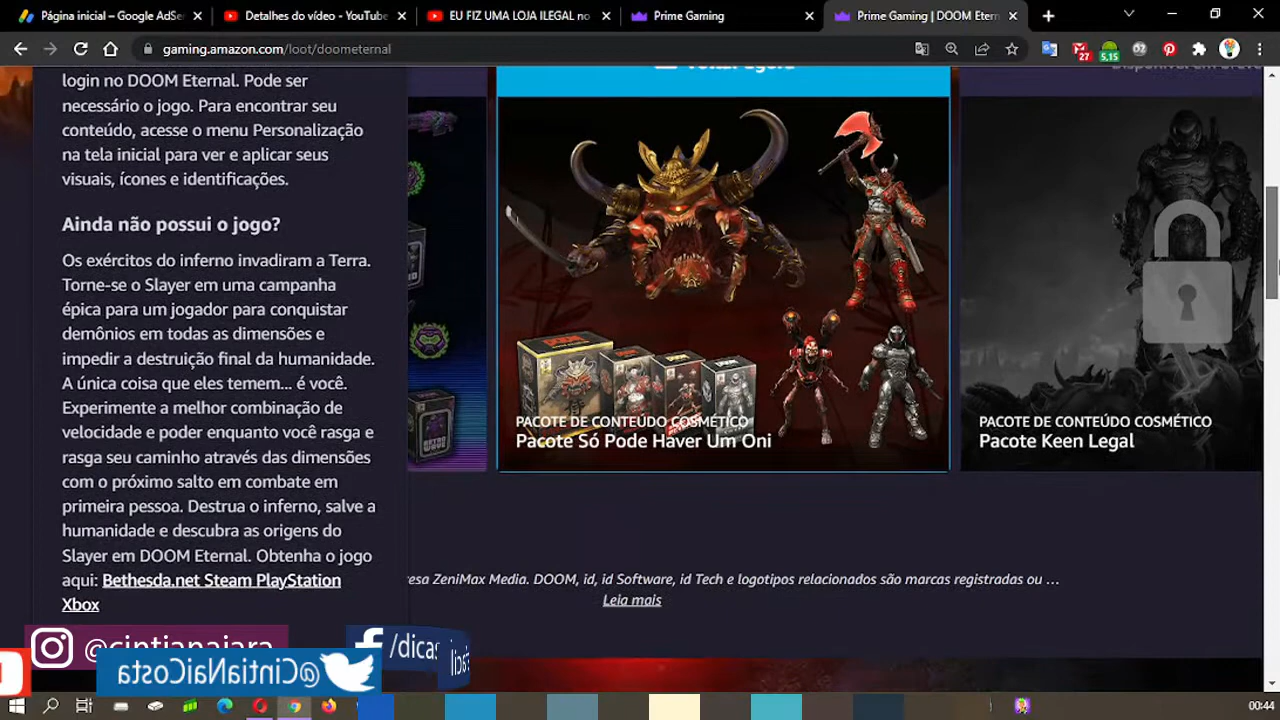 Página inicial – Google AdSer
Detalhes do vídeo - YouTube
EU FIZ UMA LOJA ILEGAL no
Prime Gaming
Prime Gaming | DOOM Etern
gaming.amazon.com/loot/doometernal
27
5,15
login no DOOM Eternal. Pode ser
necessário o jogo. Para encontrar seu
conteúdo, acesse o menu Personalização
na tela inicial para ver e aplicar seus
visuais, ícones e identificações.
Ainda não possui o jogo?
Os exércitos do inferno invadiram a Terra.
Torne-se o Slayer em uma campanha
épica para um jogador para conquistar
demônios em todas as dimensões e
impedir a destruição final da humanidade.
A única coisa que eles temem... é você.
Experimente a melhor combinação de
velocidade e poder enquanto você rasga e
rasga seu caminho através das dimensões
com o próximo salto em combate em
primeira pessoa. Destrua o inferno, salve a
humanidade e descubra as origens do
Slayer em DOOM Eternal. Obtenha o jogo
aqui: Bethesda.net Steam PlayStation
Xbox
PACOTE DE CONTEÚDO COSMÉTICO
Pacote Só Pode Haver Um Oni
PACOTE DE CONTEÚDO COSMÉTICO
Pacote Keen Legal
esa ZeniMax Media. DOOM, id, id Software, id Tech e logotipos relacionados são marcas registradas ou ...
Leia mais
@cintianaiara
/dicas
@CintiaNaiCosta
00:44